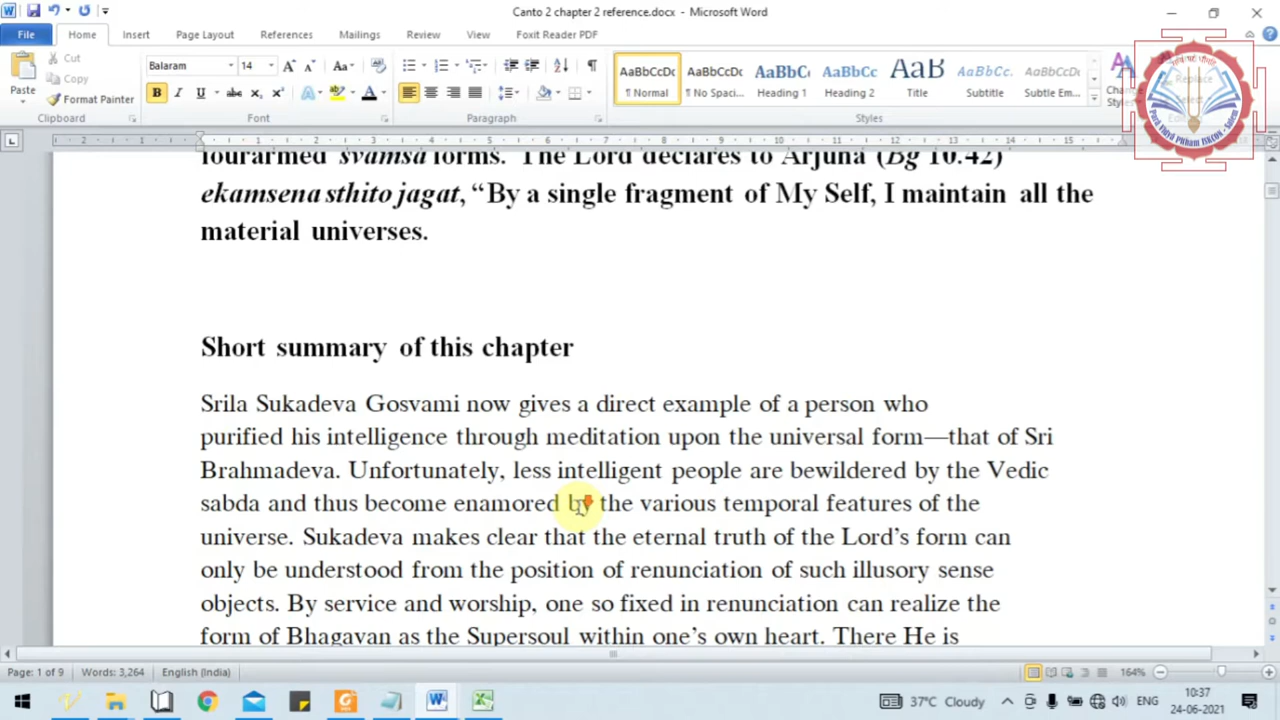 Canto 2 chapter 2 reference.docx - Microsoft Word
File Home Insert Page Layout References Mailings Review View Foxit Reader PDF
Cut
Copy
Format Painter
Paste
Balaram 14
AaBbCcDc AaBbCcDc AaBbC AaBbCc AaB AaBbCcL AaBbCcDc
¶ Normal ¶ No Spaci... Heading 1 Heading 2 Title Subtitle Subtle Em...
Clipboard Font Paragraph Styles
fourarmed svamsa forms. The Lord declares to Arjuna (Bg 10.42)
ekamsena sthito jagat, “By a single fragment of My Self, I maintain all the
material universes.
Short summary of this chapter
Srila Sukadeva Gosvami now gives a direct example of a person who
purified his intelligence through meditation upon the universal form—that of Sri
Brahmadeva. Unfortunately, less intelligent people are bewildered by the Vedic
sabda and thus become enamored by the various temporal features of the
universe. Sukadeva makes clear that the eternal truth of the Lord’s form can
only be understood from the position of renunciation of such illusory sense
objects. By service and worship, one so fixed in renunciation can realize the
form of Bhagavan as the Supersoul within one’s own heart. There He is
Page: 1 of 9 Words: 3,264 English (India) 164%
37°C Cloudy ENG 10:37
24-06-2021